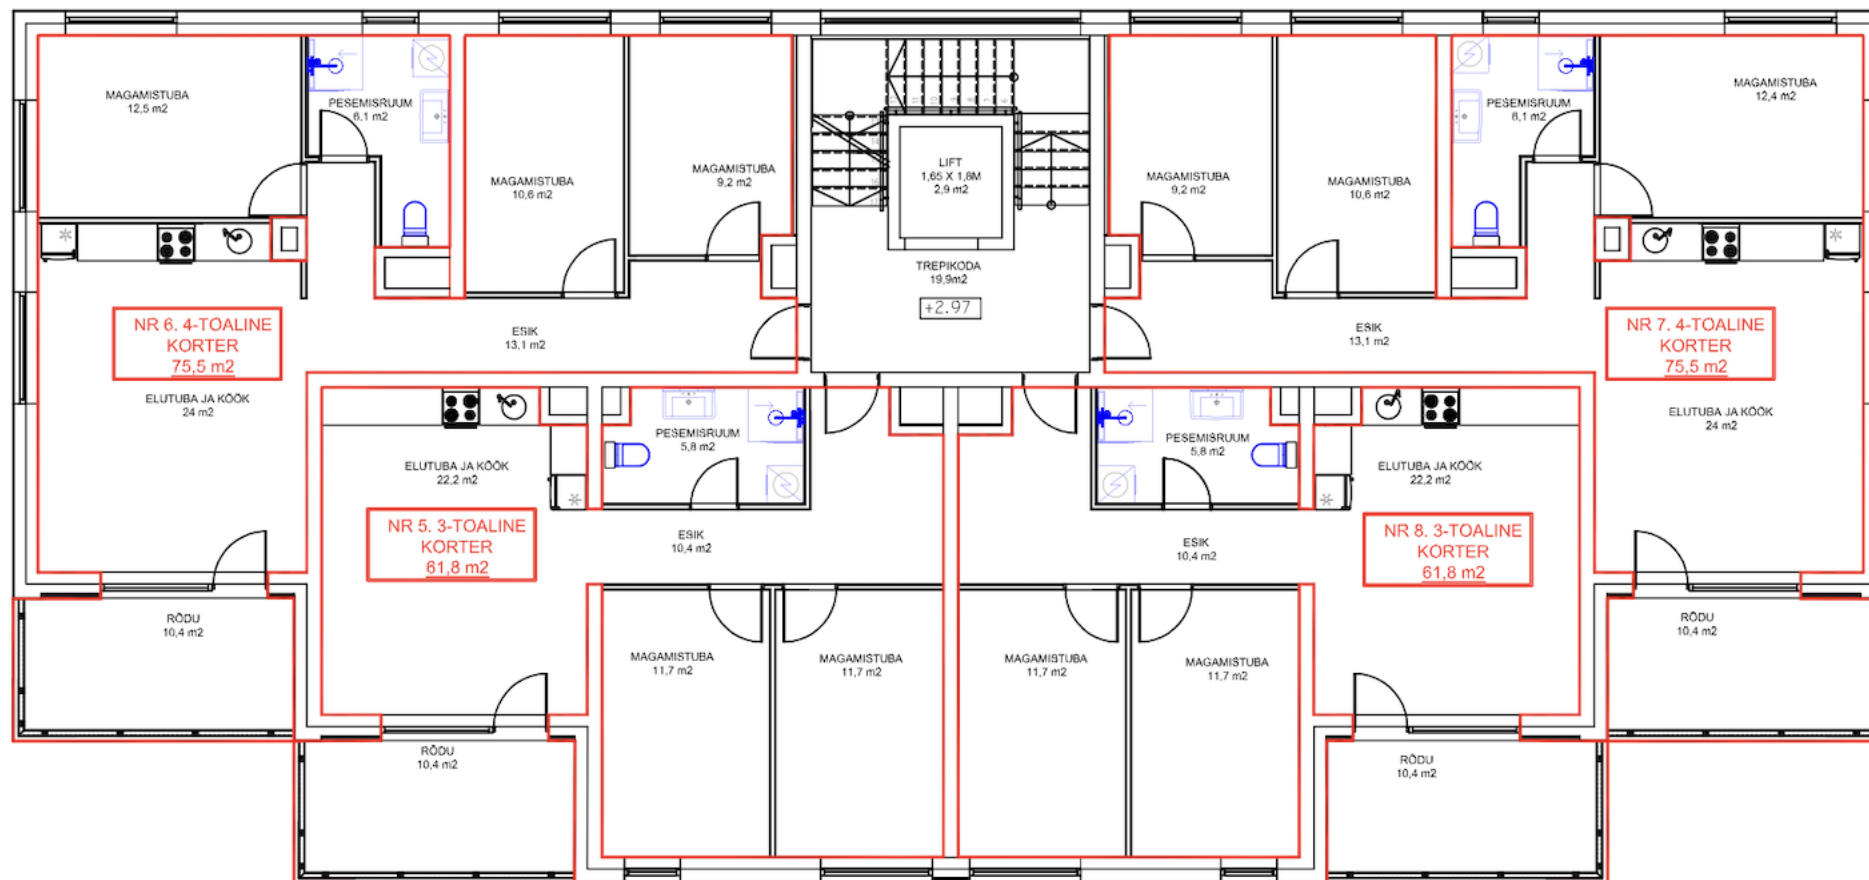 MAGAMISTUBA
12,5 m2
PESEMISRUUM
6,1 m2
MAGAMISTUBA
10,6 m2
MAGAMISTUBA
9,2 m2
LIFT
1,65 X 1,8M
2,9 m2
TREPIKODA
19,9m2
+2.97
MAGAMISTUBA
9,2 m2
MAGAMISTUBA
10,6 m2
PESEMISRUUM
6,1 m2
MAGAMISTUBA
12,4 m2
NR 6. 4-TOALINE
KORTER
75,5 m2
ELUTUBA JA KÖÖK
24 m2
ESIK
13,1 m2
ESIK
13,1 m2
NR 7. 4-TOALINE
KORTER
75,5 m2
ELUTUBA JA KÖÖK
24 m2
ELUTUBA JA KÖÖK
22,2 m2
PESEMISRUUM
5,8 m2
PESEMISRUUM
5,8 m2
ELUTUBA JA KÖÖK
22,2 m2
NR 5. 3-TOALINE
KORTER
61,8 m2
ESIK
10,4 m2
ESIK
10,4 m2
NR 8. 3-TOALINE
KORTER
61,8 m2
RÕDU
10,4 m2
MAGAMISTUBA
11,7 m2
MAGAMISTUBA
11,7 m2
MAGAMISTUBA
11,7 m2
MAGAMISTUBA
11,7 m2
RÕDU
10,4 m2
RÕDU
10,4 m2
RÕDU
10,4 m2